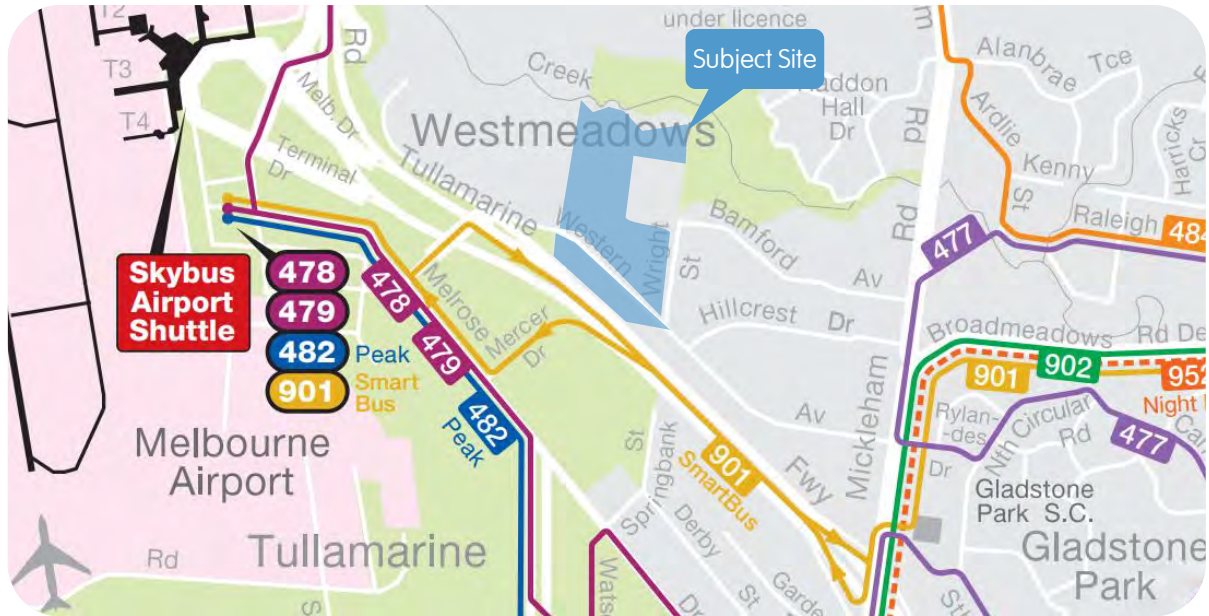 T2
T3
T4
Rd
Melb. Dr
Terminal
Dr
Tullamarine
Fwy
Creek
under licence
Subject Site
Westmeadows
Haddon
Hall
Dr
Rd
Rd
Alanbrae
Tce
Ardlie
St
Kenny
Harricks
Cr
Raleigh
484
477
Western
Wright
St
Bamford
Av
Hillcrest Dr
Av
Mickleham
Broadmeadows Rd
901
902
952
Night
Rylan-
-des
Dr
Nth Circular
Rd
477
Gladstone
Park S.C.
Gladstone
Park
Skybus
Airport
Shuttle
478
479
482 Peak
901 Smart
Bus
478
479
482
Peak
Melrose
Dr
Mercer
901
SmartBus
Melbourne
Airport
Tullamarine
Rd
St
Springbank
Derby
St
Dr